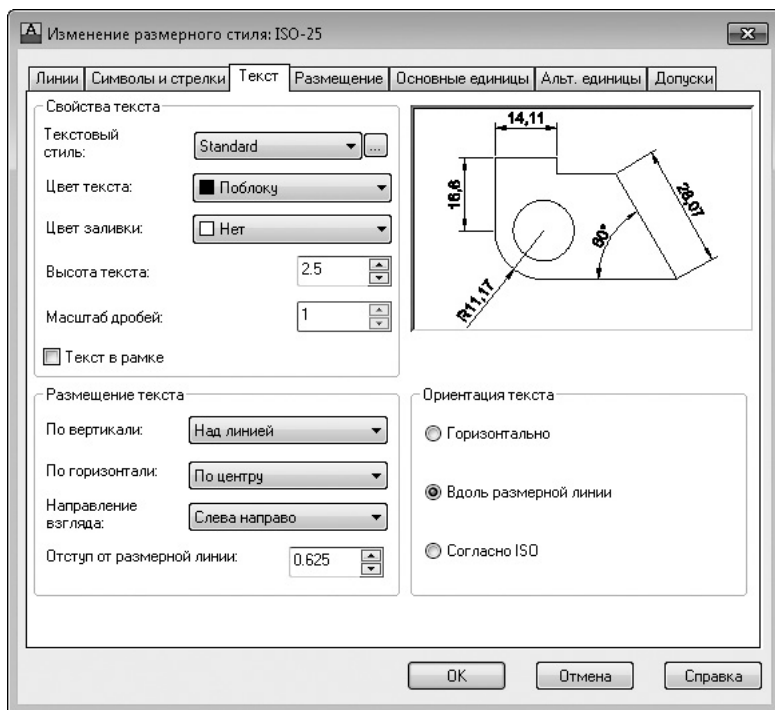 Изменение размерного стиля: ISO-25
Линии Символы и стрелки Текст Размещение Основные единицы Альт. единицы Допуски
Свойства текста
Текстовый стиль: Standard ...
Цвет текста: Поблоку
Цвет заливки: Нет
Высота текста: 2.5
Масштаб дробей: 1
Текст в рамке
14,11
16,6
28,07
60°
R11,17
Размещение текста
По вертикали: Над линией
По горизонтали: По центру
Направление взгляда: Слева направо
Отступ от размерной линии: 0.625
Ориентация текста
Горизонтально
Вдоль размерной линии
Согласно ISO
OK Отмена Справка